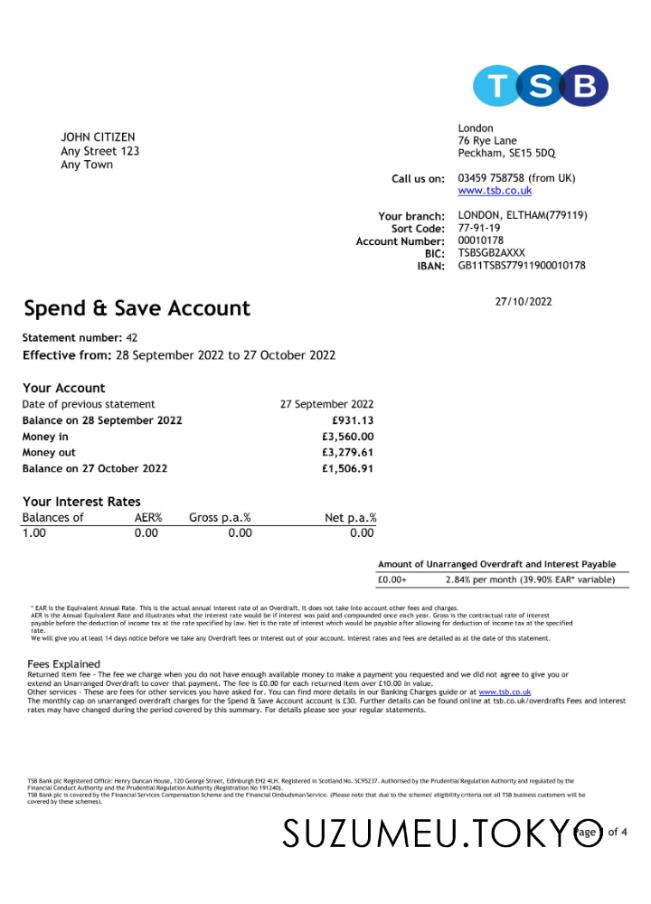 TSB
JOHN CITIZEN
Any Street 123
Any Town
London
76 Rye Lane
Peckham, SE15 5DQ
Call us on: 03459 758758 (from UK)
www.tsb.co.uk
Your branch: LONDON, ELTHAM(779119)
Sort Code: 77-91-19
Account Number: 00010178
BIC: TSBSGB2AXXX
IBAN: GB11TSBS77911900010178
27/10/2022
Spend & Save Account
Statement number: 42
Effective from: 28 September 2022 to 27 October 2022
Your Account
Date of previous statement 27 September 2022
Balance on 28 September 2022 £931.13
Money in £3,560.00
Money out £3,279.61
Balance on 27 October 2022 £1,506.91
Your Interest Rates
Balances of AER% Gross p.a.% Net p.a.%
1.00 0.00 0.00 0.00
Amount of Unarranged Overdraft and Interest Payable
£0.00+ 2.84% per month (39.90% EAR* variable)
* EAR is the Equivalent Annual Rate. This is the actual annual interest rate of an Overdraft. It does not take into account other fees and charges.
AER is the Annual Equivalent Rate and illustrates what the interest rate would be if interest was paid and compounded once each year. Gross is the contractual rate of interest
payable before the deduction of income tax at the rate specified by law. Net is the rate of interest which would be payable after allowing for deduction of income tax at the specified
rate.
We will give you at least 14 days notice before we take any Overdraft fees or interest out of your account. Interest rates and fees are detailed as at the date of this statement.
Fees Explained
Returned item fee - The fee we charge when you do not have enough available money to make a payment you requested and we did not agree to give you or
extend an Unarranged Overdraft to cover that payment. The fee is £0.00 for each returned item over £10.00 in value.
Other services - These are fees for other services you have asked for. You can find more details in our Banking Charges guide or at www.tsb.co.uk
The monthly cap on unarranged overdraft charges for the Spend & Save Account account is £30. Further details can be found online at tsb.co.uk/overdrafts Fees and interest
rates may have changed during the period covered by this summary. For details please see your regular statements.
TSB Bank plc Registered Office: Henry Duncan House, 120 George Street, Edinburgh EH2 4LH. Registered in Scotland No. SC95237. Authorised by the Prudential Regulation Authority and regulated by the
Financial Conduct Authority and the Prudential Regulation Authority (Registration No 191240).
TSB Bank plc is covered by the Financial Services Compensation Scheme and the Financial Ombudsman Service. (Please note that due to the schemes' eligibility criteria not all TSB business customers will be
covered by these schemes).
SUZUMEU.TOKYO
Page 1 of 4